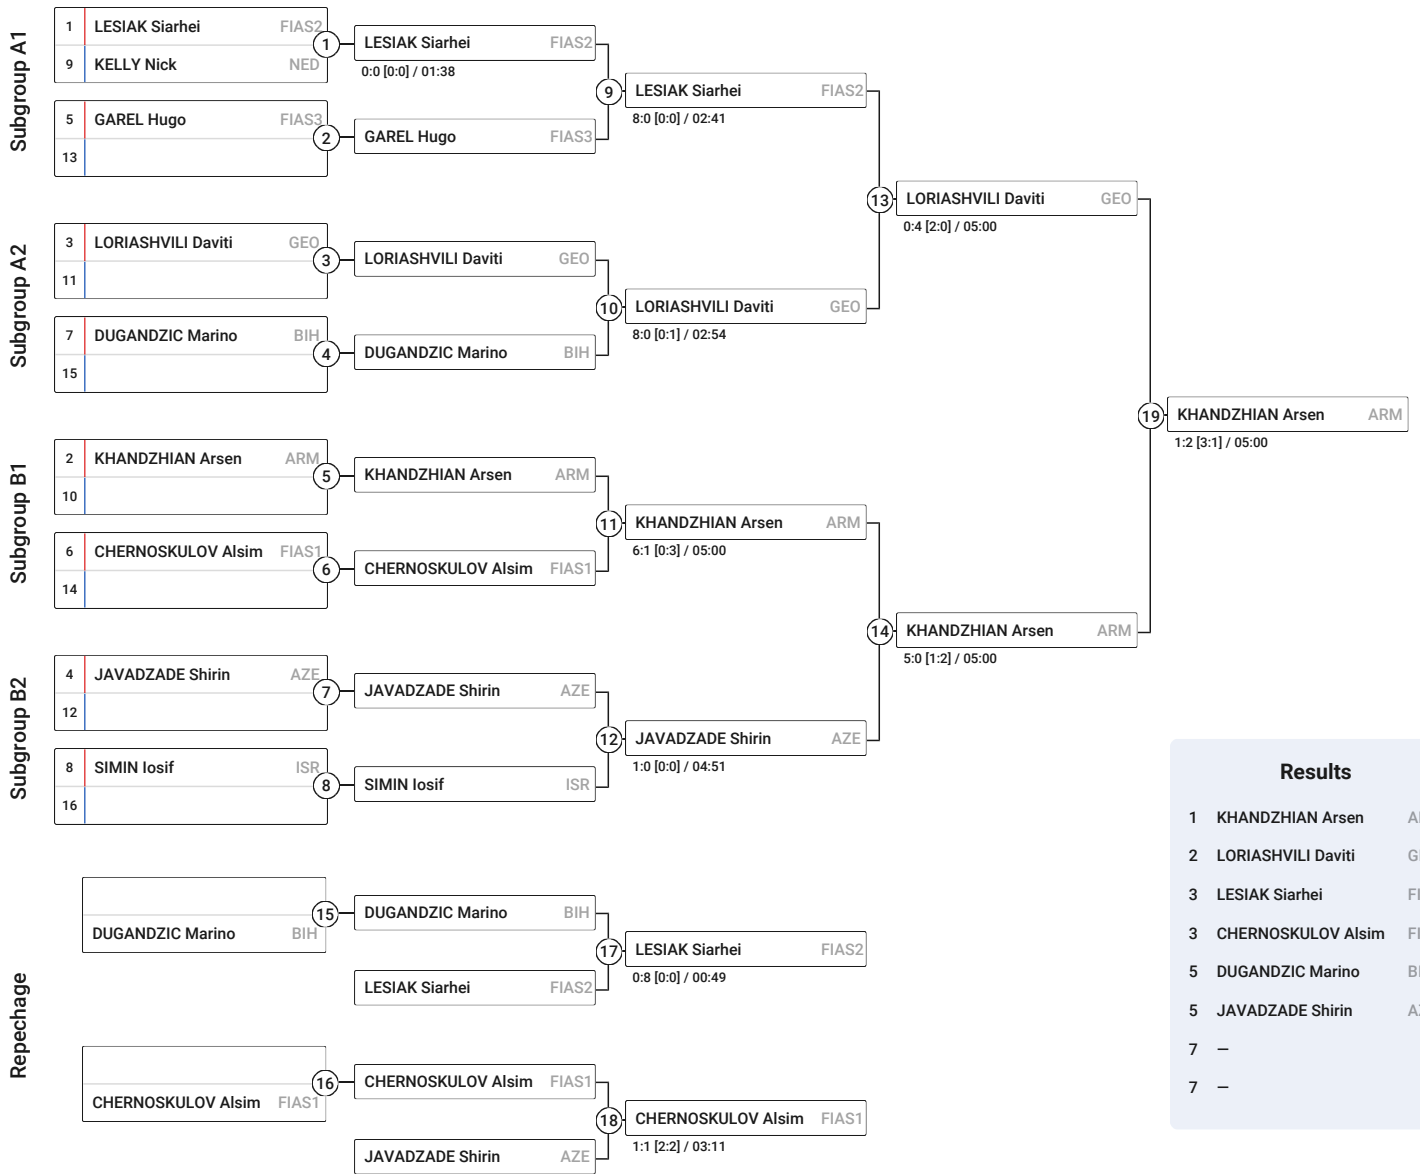 Subgroup A1
1 LESIAK Siarhei FIAS2
9 KELLY Nick NED
1
LESIAK Siarhei FIAS2
0:0 [0:0] / 01:38
5 GAREL Hugo FIAS3
13
2
GAREL Hugo FIAS3
9
LESIAK Siarhei FIAS2
8:0 [0:0] / 02:41
Subgroup A2
3 LORIASHVILI Daviti GEO
11
3
LORIASHVILI Daviti GEO
7 DUGANDZIC Marino BIH
15
4
DUGANDZIC Marino BIH
10
LORIASHVILI Daviti GEO
8:0 [0:1] / 02:54
13
LORIASHVILI Daviti GEO
0:4 [2:0] / 05:00
Subgroup B1
2 KHANDZHIAN Arsen ARM
10
5
KHANDZHIAN Arsen ARM
6 CHERNOSKULOV Alsim FIAS1
14
6
CHERNOSKULOV Alsim FIAS1
11
KHANDZHIAN Arsen ARM
6:1 [0:3] / 05:00
Subgroup B2
4 JAVADZADE Shirin AZE
12
7
JAVADZADE Shirin AZE
8 SIMIN Iosif ISR
16
8
SIMIN Iosif ISR
12
JAVADZADE Shirin AZE
1:0 [0:0] / 04:51
14
KHANDZHIAN Arsen ARM
5:0 [1:2] / 05:00
19
KHANDZHIAN Arsen ARM
1:2 [3:1] / 05:00
Repechage
DUGANDZIC Marino BIH
15
DUGANDZIC Marino BIH
LESIAK Siarhei FIAS2
17
LESIAK Siarhei FIAS2
0:8 [0:0] / 00:49
CHERNOSKULOV Alsim FIAS1
16
CHERNOSKULOV Alsim FIAS1
JAVADZADE Shirin AZE
18
CHERNOSKULOV Alsim FIAS1
1:1 [2:2] / 03:11
Results
1 KHANDZHIAN Arsen
2 LORIASHVILI Daviti
3 LESIAK Siarhei
3 CHERNOSKULOV Alsim
5 DUGANDZIC Marino
5 JAVADZADE Shirin
7 –
7 –